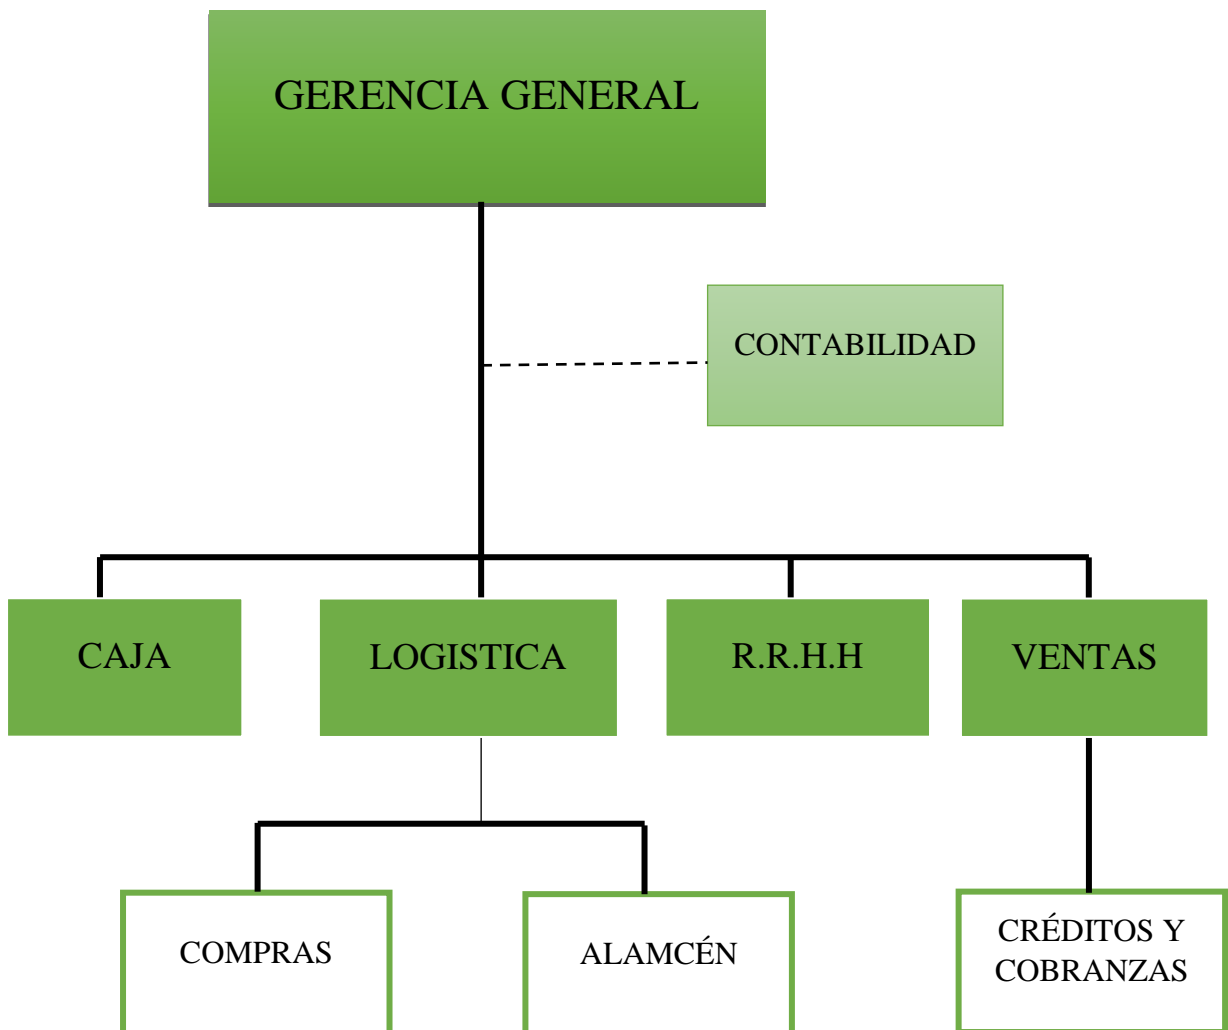 GERENCIA GENERAL
CONTABILIDAD
CAJA
LOGISTICA
R.R.H.H
VENTAS
COMPRAS
ALAMCÉN
CRÉDITOS Y
COBRANZAS